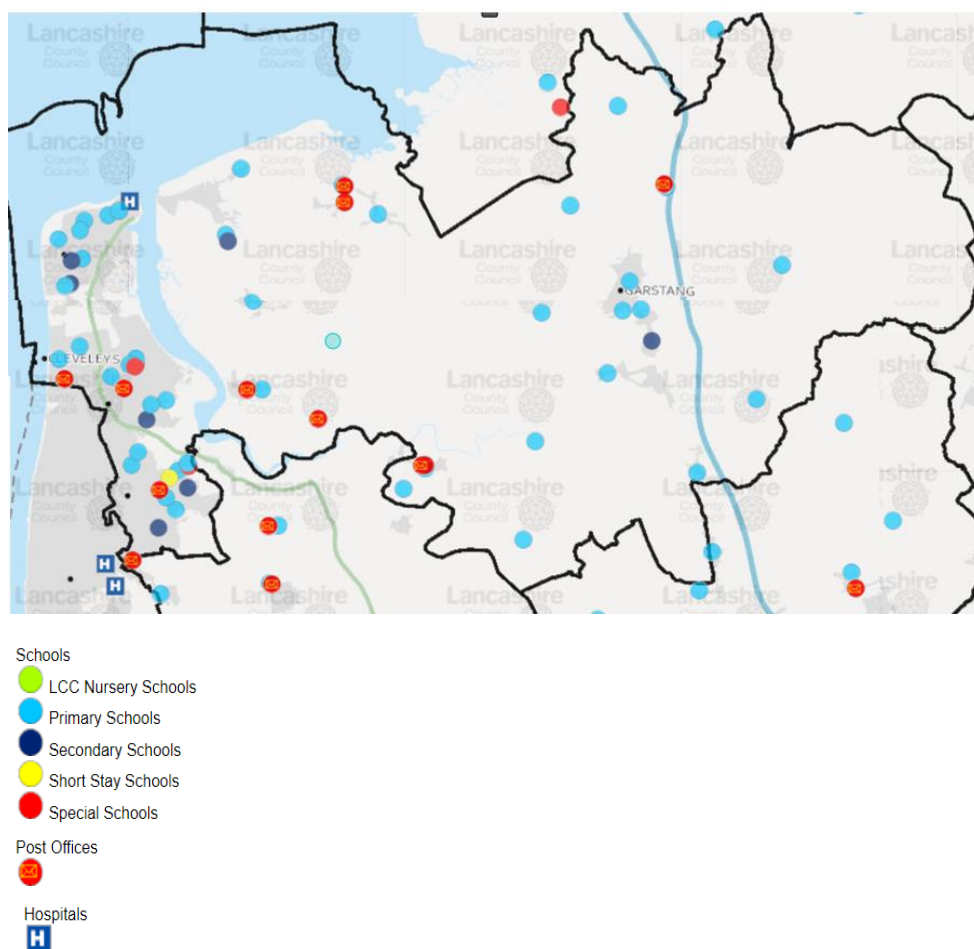 Lancashire
County
Council
GARSTANG
CLEVELEYS
Schools
LCC Nursery Schools
Primary Schools
Secondary Schools
Short Stay Schools
Special Schools
Post Offices
Hospitals
H